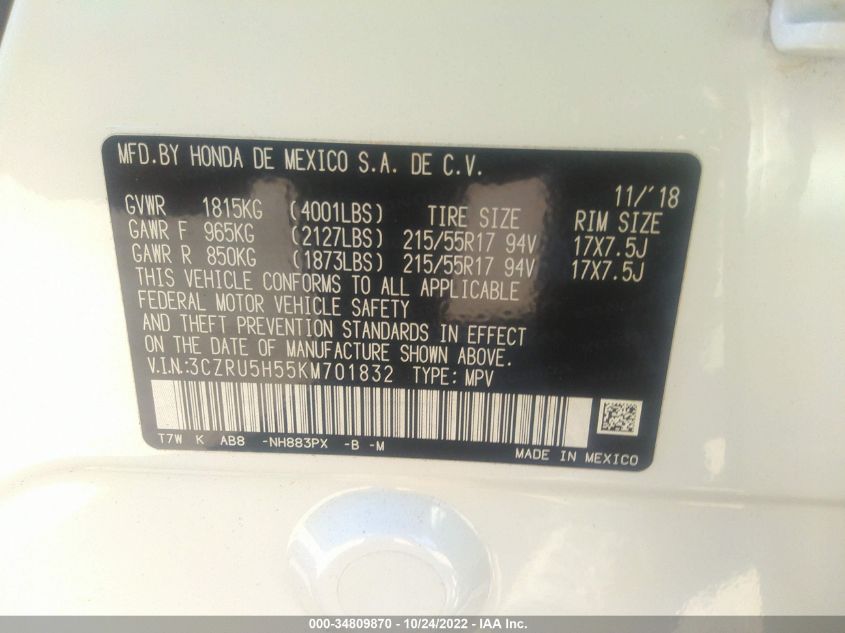 MFD.BY HONDA DE MEXICO S.A. DE C.V.
11/'18
GVWR 1815KG (4001LBS) TIRE SIZE RIM SIZE
GAWR F 965KG (2127LBS) 215/55R17 94V 17X7.5J
GAWR R 850KG (1873LBS) 215/55R17 94V 17X7.5J
THIS VEHICLE CONFORMS TO ALL APPLICABLE
FEDERAL MOTOR VEHICLE SAFETY
AND THEFT PREVENTION STANDARDS IN EFFECT
ON THE DATE OF MANUFACTURE SHOWN ABOVE.
V.I.N:3CZRU5H55KM701832 TYPE: MPV
T7W K AB8 -NH883PX -B -M
MADE IN MEXICO
000-34809870 - 10/24/2022 - IAA Inc.